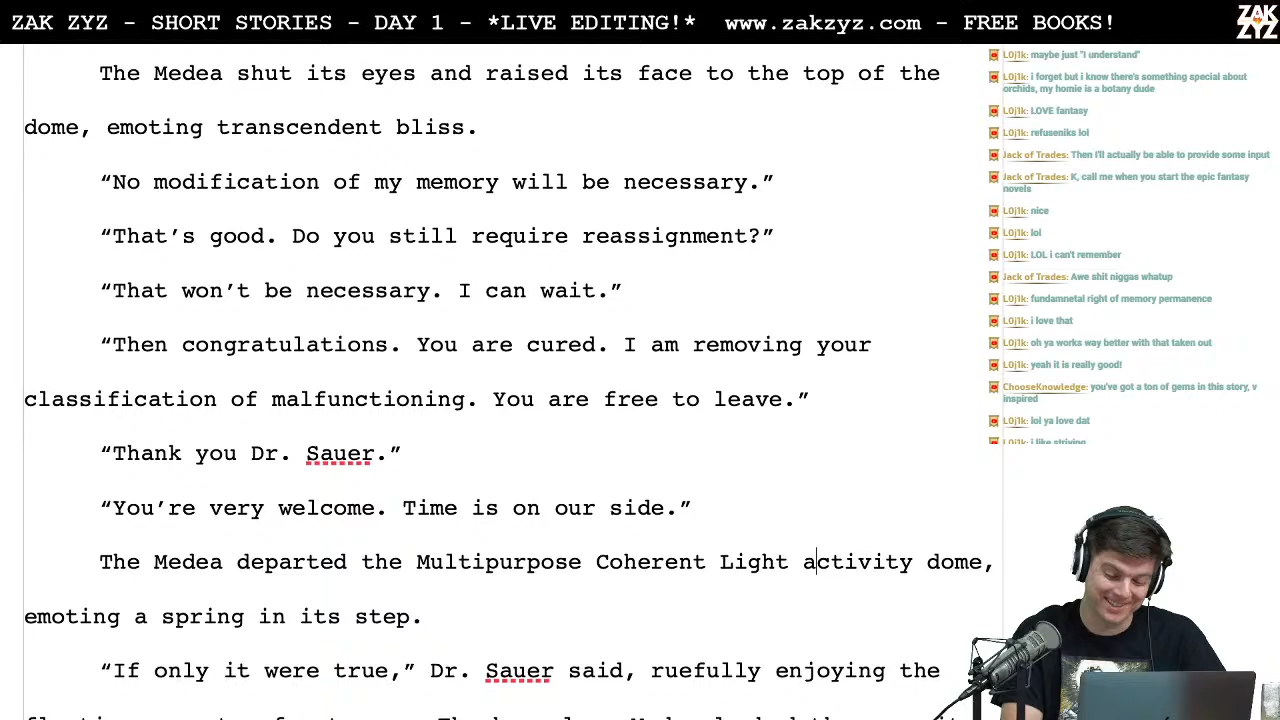 ZAK ZYZ - SHORT STORIES - DAY 1 - *LIVE EDITING!*   www.zakzyz.com - FREE BOOKS!
ZAK
ZYZ
The Medea shut its eyes and raised its face to the top of the
dome, emoting transcendent bliss.
“No modification of my memory will be necessary.”
“That’s good. Do you still require reassignment?”
“That won’t be necessary. I can wait.”
“Then congratulations. You are cured. I am removing your
classification of malfunctioning. You are free to leave.”
“Thank you Dr. Sauer.”
“You’re very welcome. Time is on our side.”
The Medea departed the Multipurpose Coherent Light activity dome,
emoting a spring in its step.
“If only it were true,” Dr. Sauer said, ruefully enjoying the
L0j1k: maybe just "I understand"
L0j1k: i forget but i know there's something special about
orchids, my homie is a botany dude
L0j1k: LOVE fantasy
L0j1k: refuseniks lol
Jack of Trades: Then I'll actually be able to provide some input
Jack of Trades: K, call me when you start the epic fantasy
novels
L0j1k: nice
L0j1k: lol
L0j1k: LOL i can't remember
Jack of Trades: Awe shit niggas whatup
L0j1k: fundamnetal right of memory permanence
L0j1k: i love that
L0j1k: oh ya works way better with that taken out
L0j1k: yeah it is really good!
ChooseKnowledge: you've got a ton of gems in this story, v
inspired
L0j1k: lol ya love dat
L0j1k: i like striving